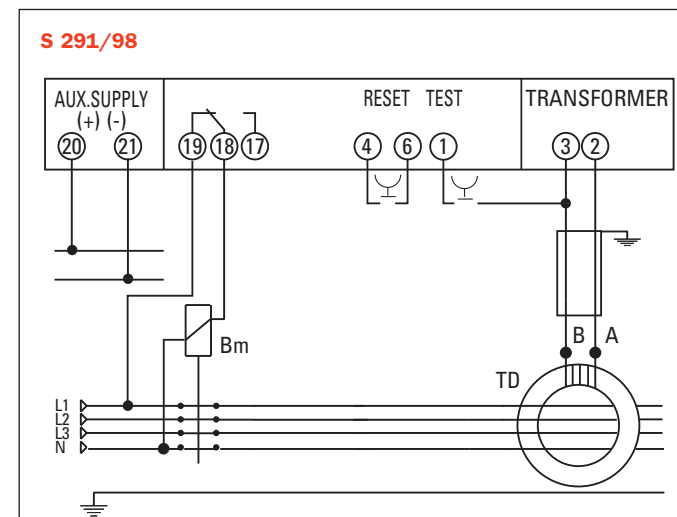 S 291/98
AUX.SUPPLY RESET TEST TRANSFORMER
(+) (-)
20 21 19 18 17 4 6 1 3 2
B A
Bm
TD
L1
L2
L3
N